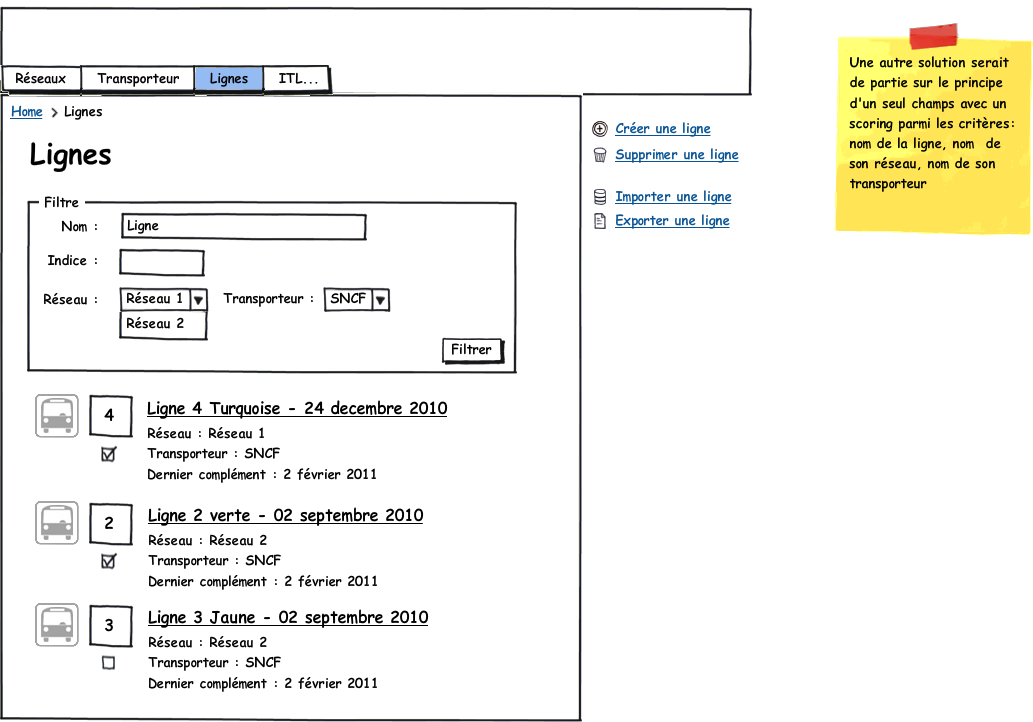 Réseaux Transporteur Lignes ITL...
Home > Lignes
Lignes
Filtre
Nom : Ligne
Indice :
Réseau : Réseau 1 Transporteur : SNCF
Réseau 2
Filtrer
4 Ligne 4 Turquoise - 24 decembre 2010
Réseau : Réseau 1
Transporteur : SNCF
Dernier complément : 2 février 2011
2 Ligne 2 verte - 02 septembre 2010
Réseau : Réseau 2
Transporteur : SNCF
Dernier complément : 2 février 2011
3 Ligne 3 Jaune - 02 septembre 2010
Réseau : Réseau 2
Transporteur : SNCF
Dernier complément : 2 février 2011
Créer une ligne
Supprimer une ligne
Importer une ligne
Exporter une ligne
Une autre solution serait
de partie sur le principe
d'un seul champs avec un
scoring parmi les critères:
nom de la ligne, nom de
son réseau, nom de son
transporteur